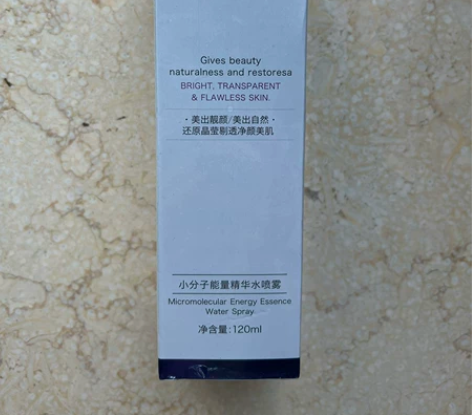 Gives beauty
naturalness and restoresa
BRIGHT, TRANSPARENT
& FLAWLESS SKIN.
·美出靓颜/美出自然·
还原晶莹剔透净颜美肌
小分子能量精华水喷雾
Micromolecular Energy Essence
Water Spray
净含量:120ml